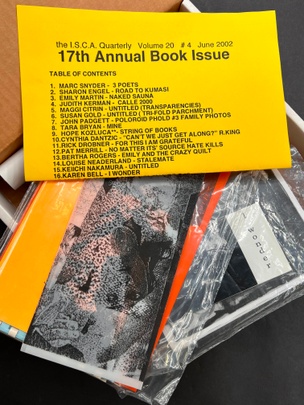 the I.S.C.A. Quarterly Volume 20 # 4 June 2002
17th Annual Book Issue
TABLE OF CONTENTS
1. MARC SNYDER - 3 POETS
2. SHARON ENGEL - ROAD TO KUMASI
3. EMILY MARTIN - NAKED SAUNA
4. JUDITH KERMAN - CALLE 2000
5. MAGGI CITRIN - UNTITLED (TRANSPARENCIES)
6. SUSAN GOLD - UNTITLED ( TRI-FOLD PARCHMENT)
7. JOHN PADGETT - POLOROID PHOLD #3 FAMILY PHOTOS
8. TARA BRYAN - MINE
9. HOPE KOZLUCA**- STRING OF BOOKS
10. CYNTHIA DANTZIC - "CAN'T WE JUST GET ALONG?" R.KING
11. RICK DROBNER - FOR THIS I AM GRATEFUL
12. PAT MERRILL - NO MATTER ITS' SOURCE HATE KILLS
13. BERTHA ROGERS - EMILY AND THE CRAZY QUILT
14. LOUISE NEADERLAND - STALEMATE
15. KEIICHI NAKAMURA - UNTITLED
16. KAREN BELL - I WONDER
wonder